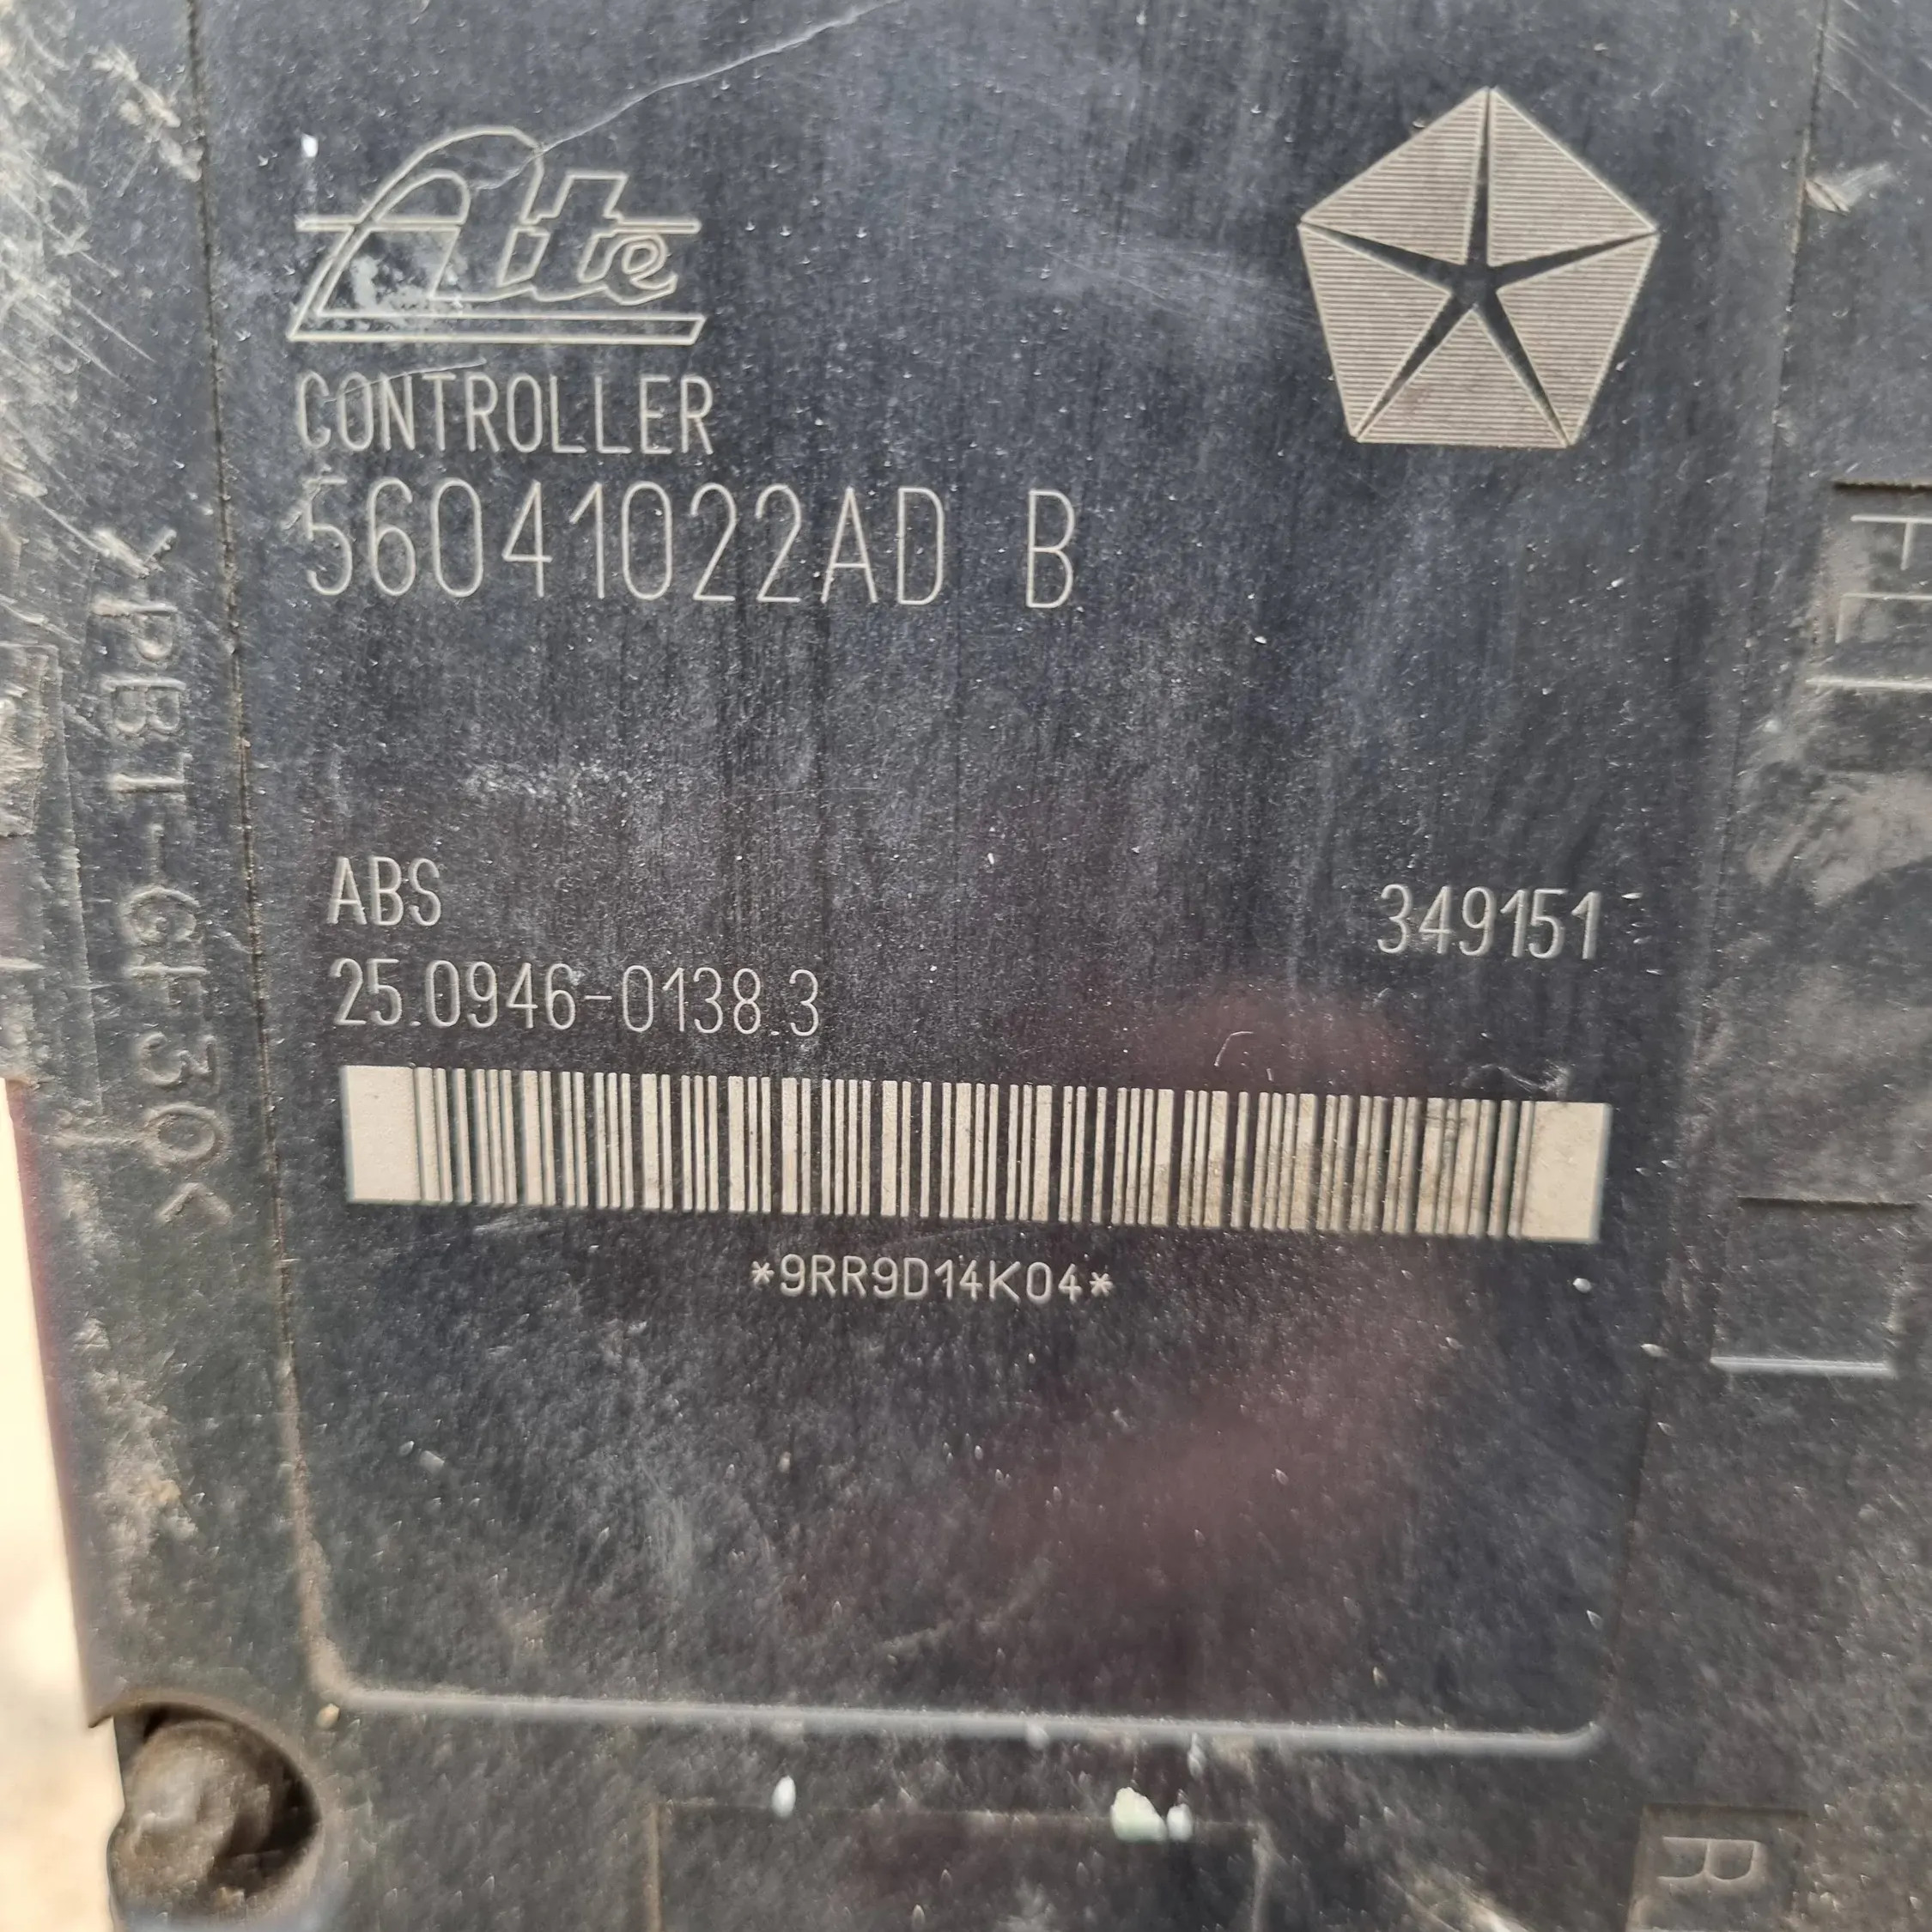 Ate
CONTROLLER
56041022AD B
ABS
349151
25.0946-0138.3
*9RR9D14K04*
>PBT-GF30<
R